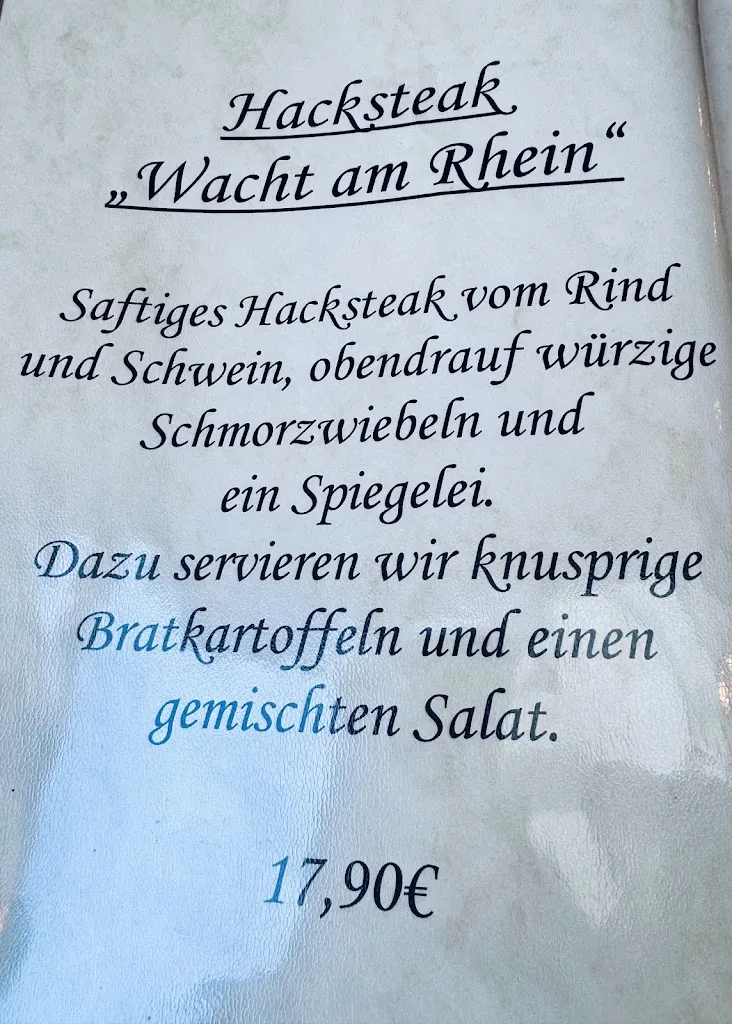 Hacksteak
„Wacht am Rhein“
Saftiges Hacksteak vom Rind
und Schwein, obendrauf würzige
Schmorzwiebeln und
ein Spiegelei.
Dazu servieren wir knusprige
Bratkartoffeln und einen
gemischten Salat.
17,90€